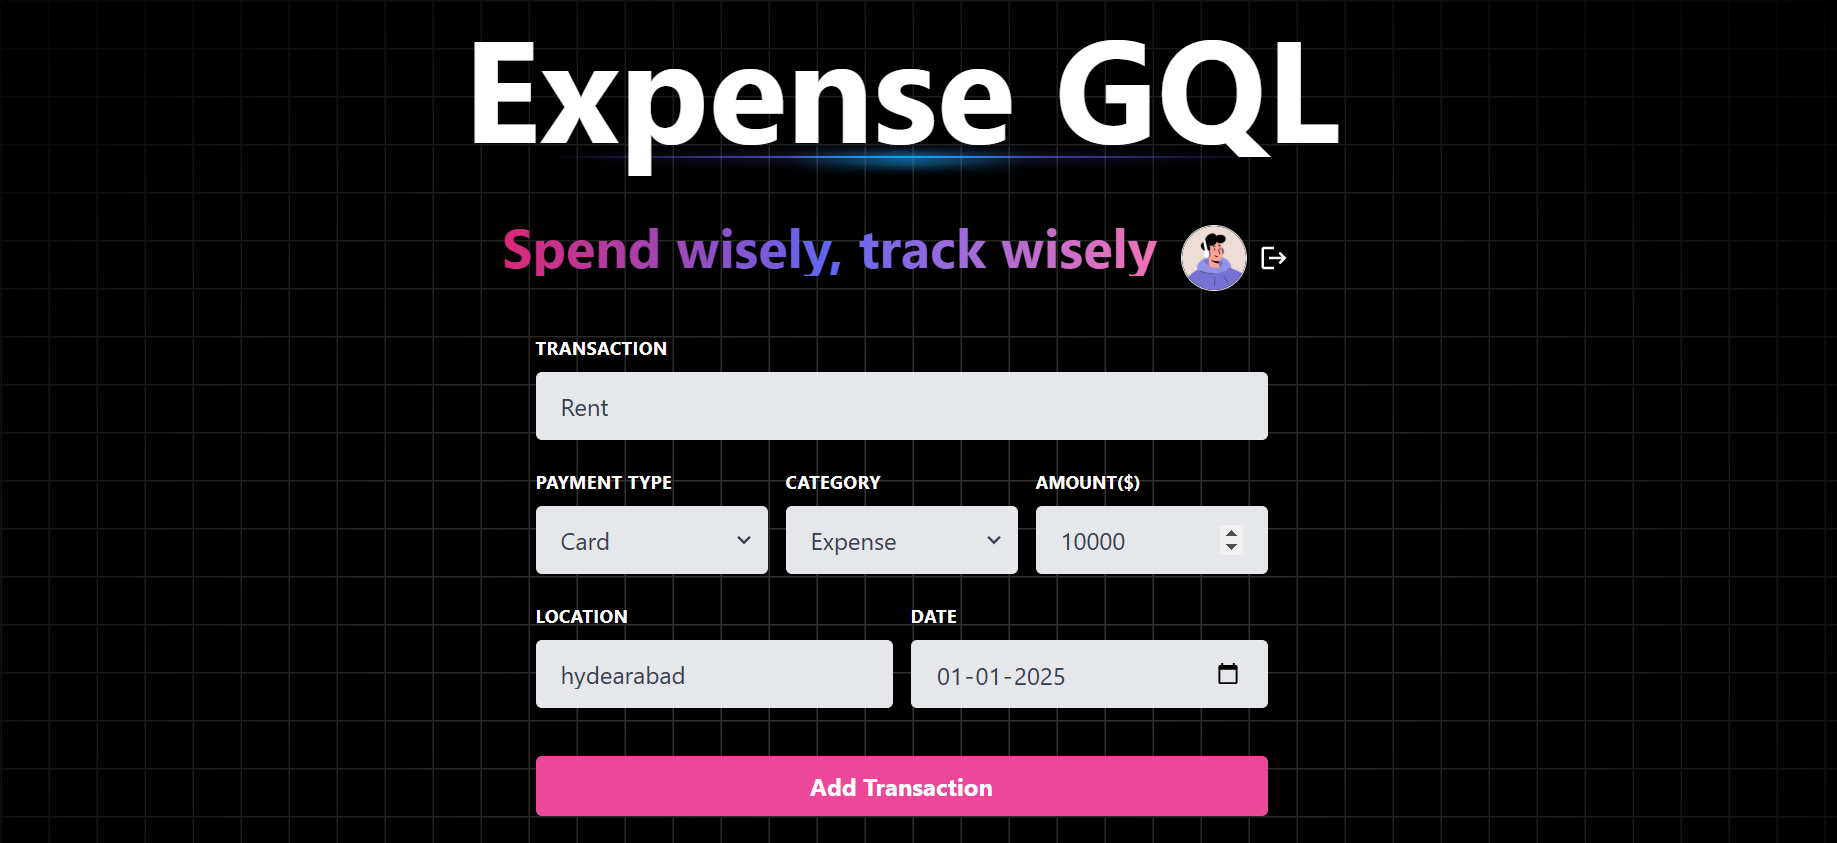 Expense GQL
Spend wisely, track wisely
TRANSACTION
Rent
PAYMENT TYPE CATEGORY AMOUNT($)
Card Expense 10000
LOCATION DATE
hydearabad 01-01-2025
Add Transaction